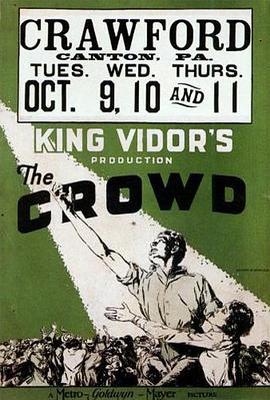 CRAWFORD
CANTON, PA.
TUES. WED. THURS.
OCT. 9, 10 AND 11
KING VIDOR'S
PRODUCTION
The
CROWD
A Metro-Goldwyn-Mayer PICTURE